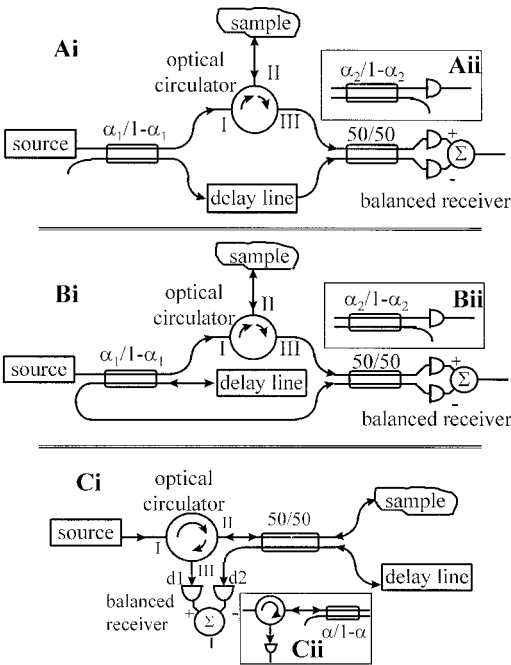 Ai
sample
optical
circulator
II
I
III
α2/1-α2
Aii
source
α1/1-α1
50/50
+
Σ
-
delay line
balanced receiver
Bi
sample
optical
circulator
II
I
III
α2/1-α2
Bii
source
α1/1-α1
delay line
50/50
+
Σ
-
balanced receiver
Ci
optical
circulator
source
I
II
III
50/50
sample
delay line
d1
d2
balanced
receiver
+
Σ
-
α/1-α
Cii